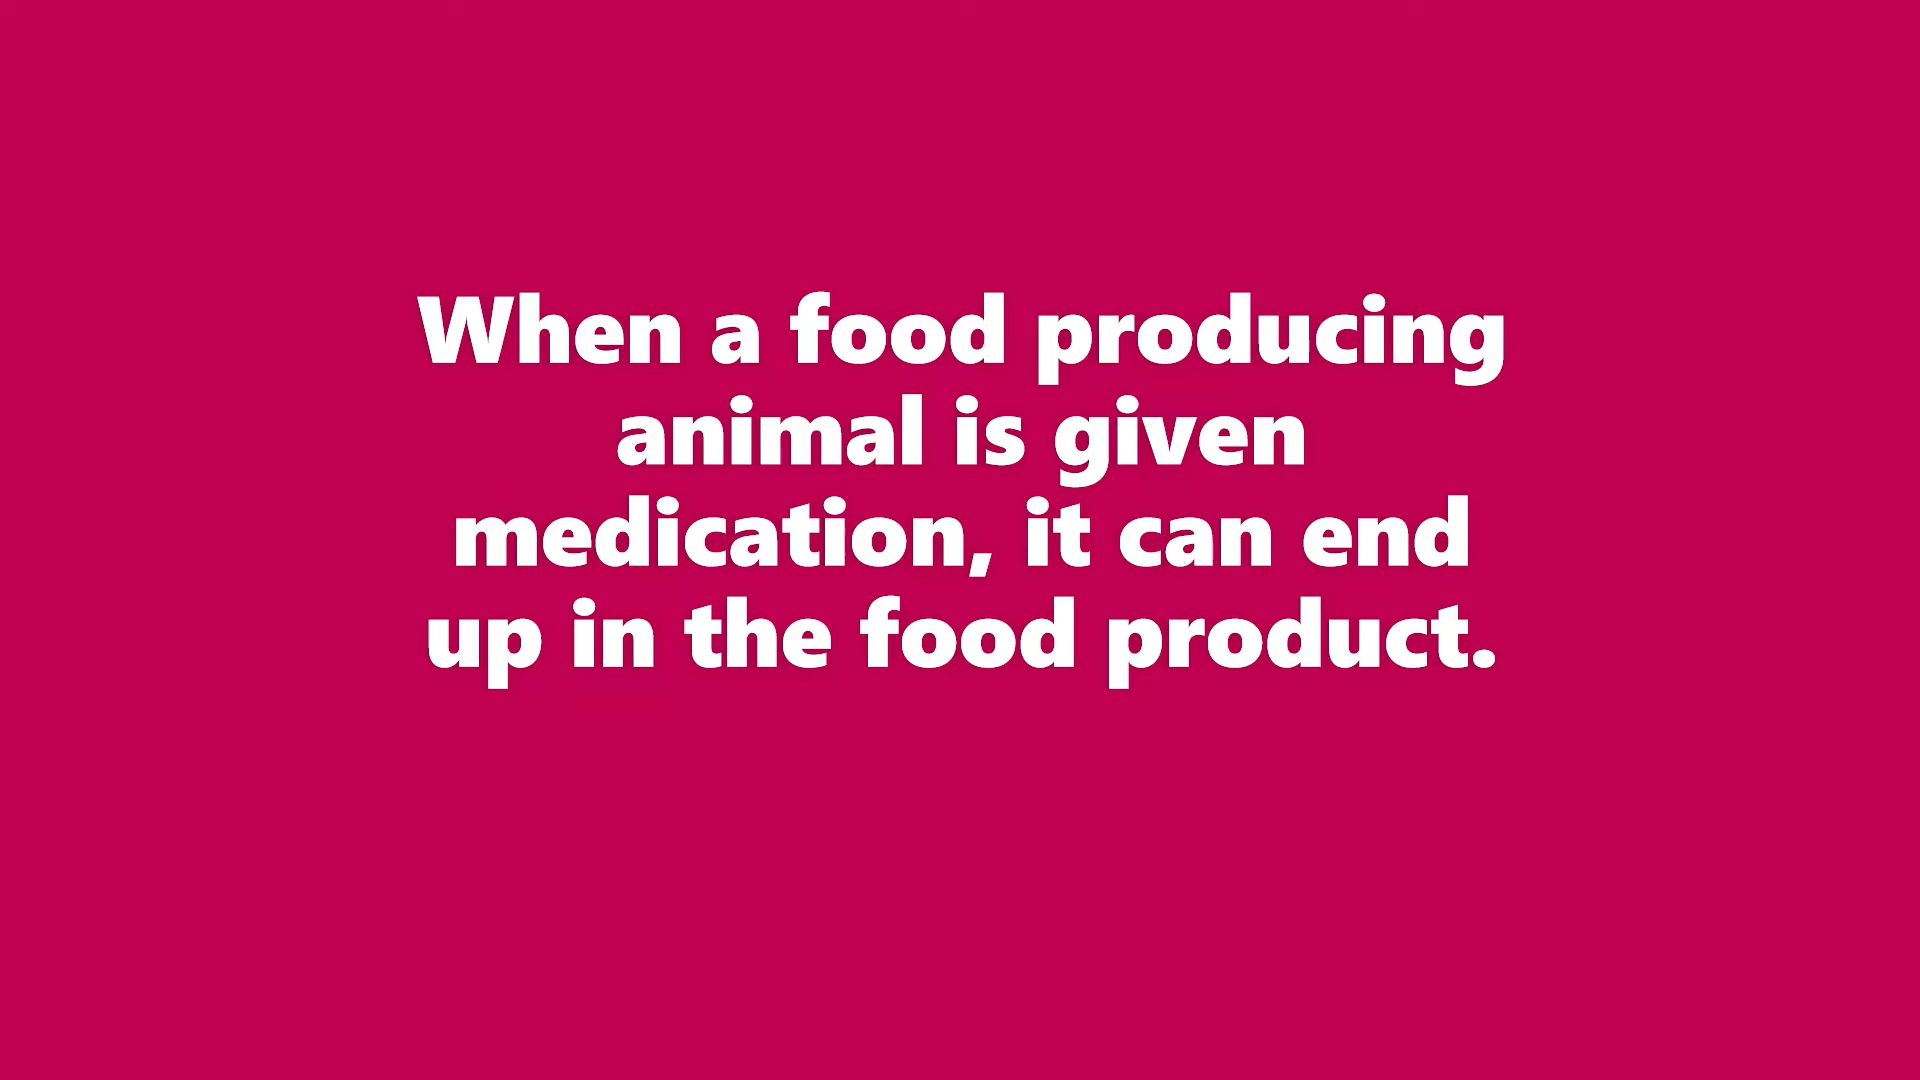 When a food producing
animal is given
medication, it can end
up in the food product.